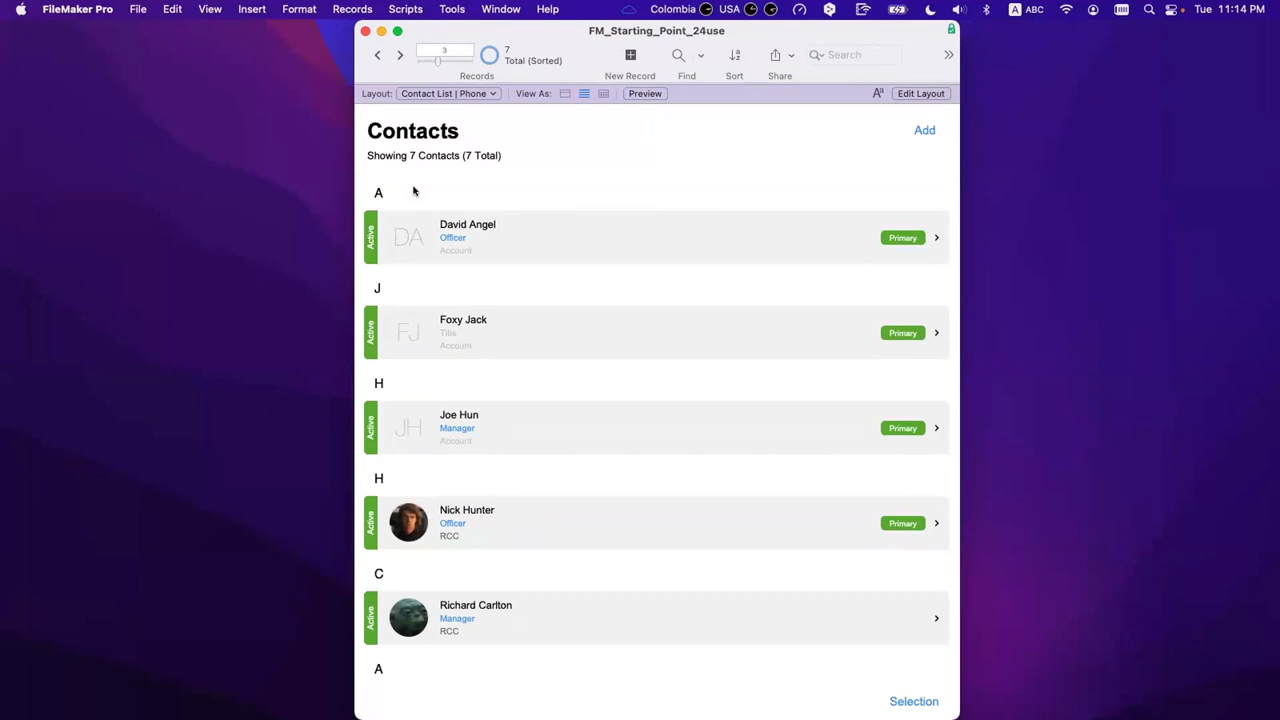 FileMaker Pro File Edit View Insert Format Records Scripts Tools Window Help Colombia USA A ABC Tue 11:14 PM
FM_Starting_Point_24use
3
7
Total (Sorted)
Records
New Record
Find
Sort
Share
Search
Layout: Contact List | Phone View As: Preview Aa Edit Layout
Contacts
Add
Showing 7 Contacts (7 Total)
A
Active
DA
David Angel
Officer
Account
Primary
J
Active
FJ
Foxy Jack
Title
Account
Primary
H
Active
JH
Joe Hun
Manager
Account
Primary
H
Active
Nick Hunter
Officer
RCC
Primary
C
Active
Richard Carlton
Manager
RCC
A
Selection